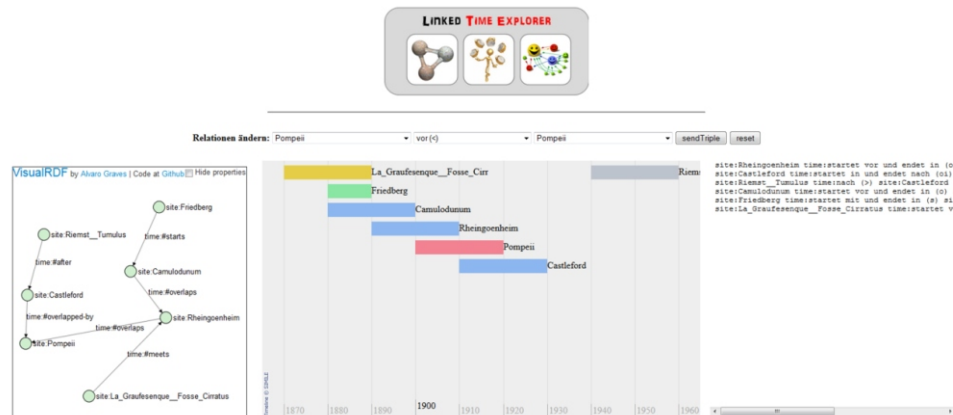 LINKED TIME EXPLORER
Relationen ändern: Pompeii vor (<) Pompeii sendTriple reset
VisualRDF by Alvaro Graves | Code at Github Hide properties
site:Friedberg
site:Riemst__Tumulus
time:#starts
time:#after
site:Camulodunum
site:Castleford
time:#overlaps
time:#overlapped-by
time:#overlaps
site:Rheingoenheim
site:Pompeii
time:#meets
site:La_Graufesenque__Fosse_Cirratus
La_Graufesenque__Fosse_Cirr
Riems
Friedberg
Camulodunum
Rheingoenheim
Pompeii
Castleford
Timeline © SIMILE
1870 1880 1890 1900 1910 1920 1930 1940 1950 1960
site:Rheingoenheim time:startet vor und endet in (o
site:Castleford time:startet in und endet nach (oi)
site:Riemst__Tumulus time:nach (>) site:Castleford
site:Camulodunum time:startet vor und endet in (o) s
site:Friedberg time:startet mit und endet in (s) si
site:La_Graufesenque__Fosse_Cirratus time:startet v